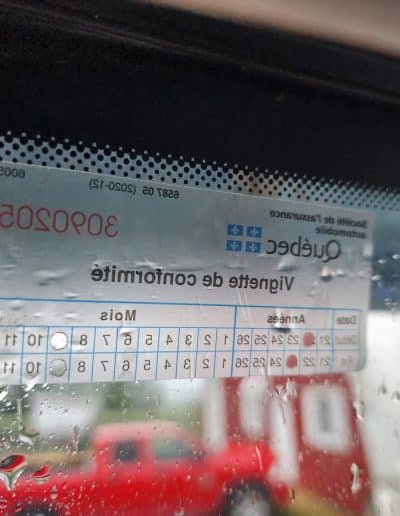 6587 05 (2020-12)
Société de l'assurance
automobile
Québec
Vignette de conformité
Date Années Mois
Début 21 23 24 25 26 1 2 3 4 5 6 7 8 10 11
Fin 21 22 24 25 26 1 2 3 4 5 6 7 8 10 11